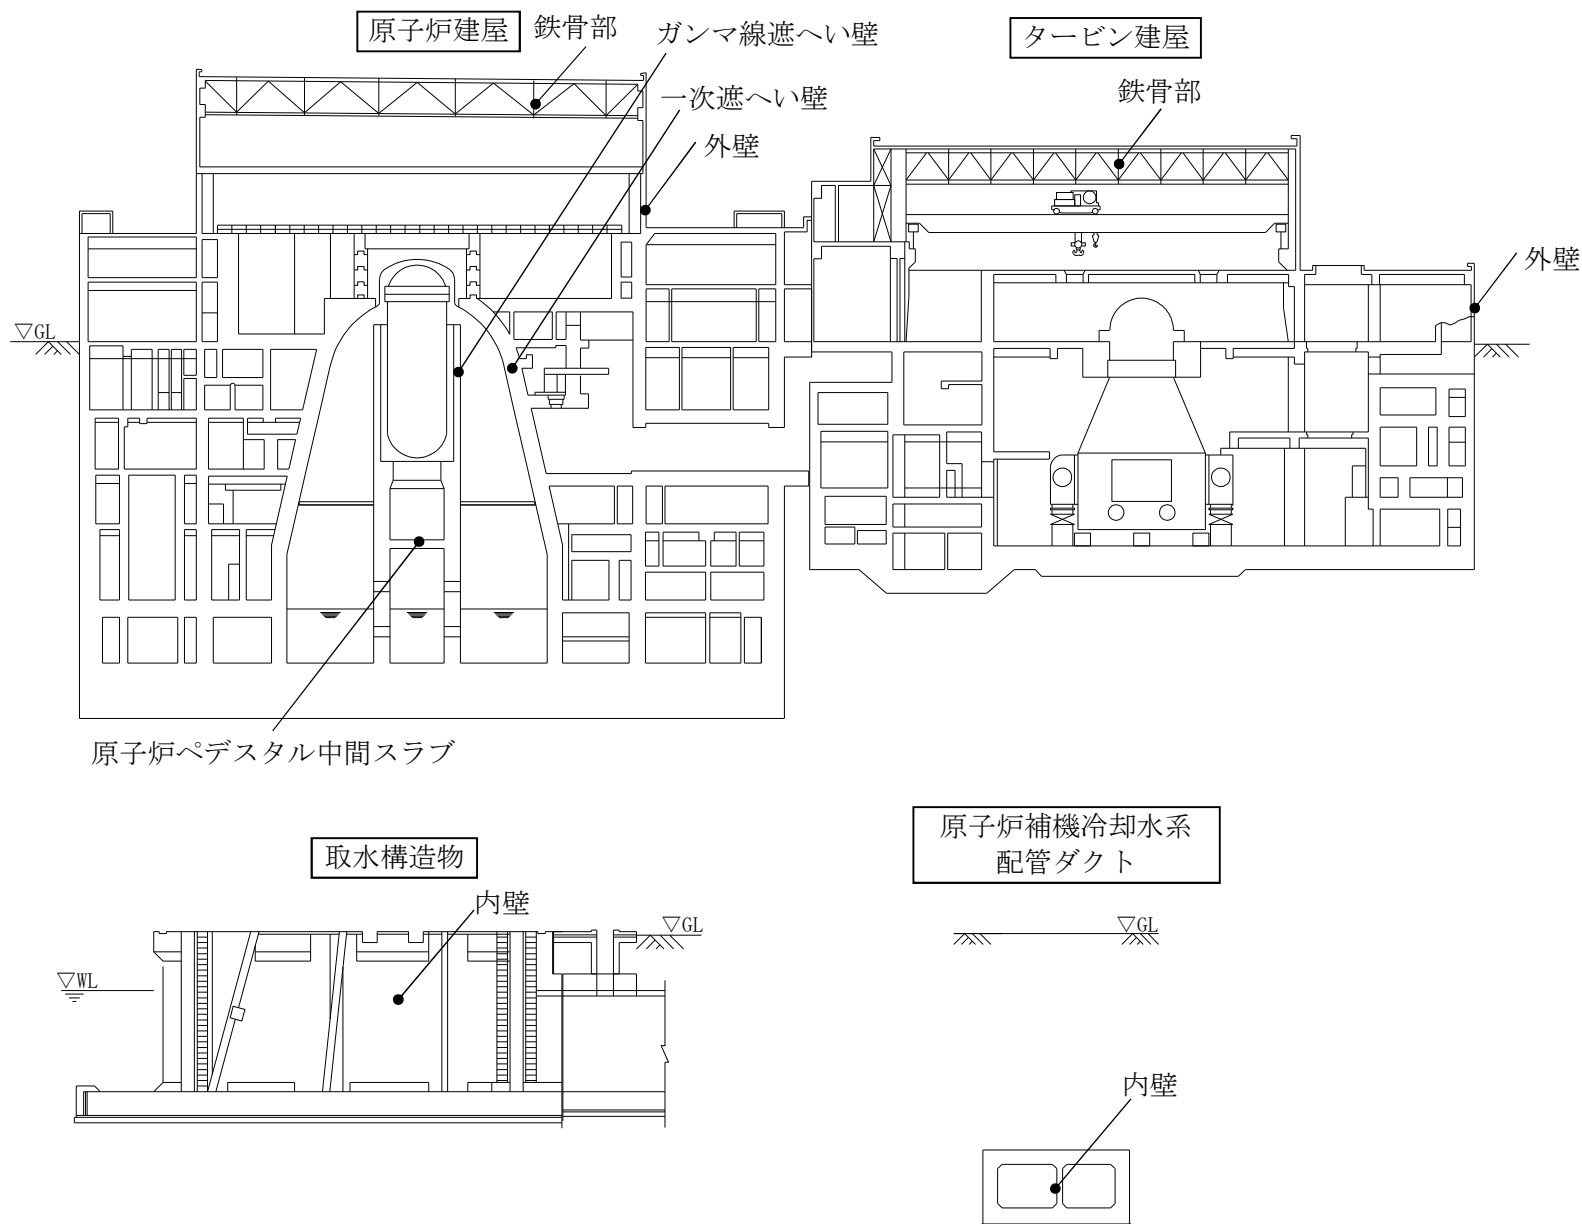 原子炉建屋
鉄骨部
ガンマ線遮へい壁
一次遮へい壁
外壁
タービン建屋
鉄骨部
外壁
▽GL
原子炉ペデスタル中間スラブ
取水構造物
内壁
▽GL
▽WL
原子炉補機冷却水系
配管ダクト
▽GL
内壁